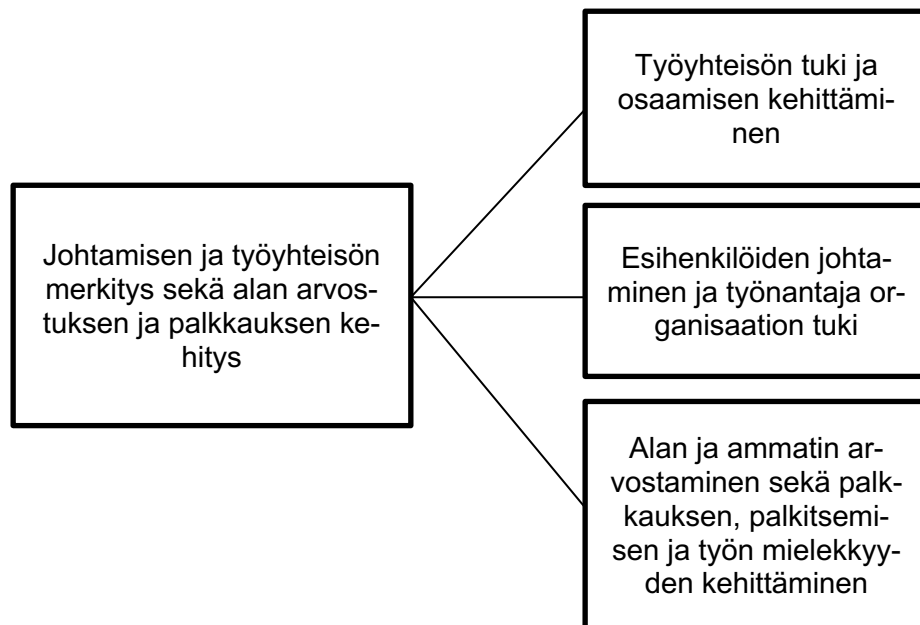 Johtamisen ja työyhteisön
merkitys sekä alan arvos-
tuksen ja palkkauksen ke-
hitys
Työyhteisön tuki ja
osaamisen kehittämi-
nen
Esihenkilöiden johta-
minen ja työnantaja or-
ganisaation tuki
Alan ja ammatin ar-
vostaminen sekä palk-
kauksen, palkitsemi-
sen ja työn mielekkyy-
den kehittäminen